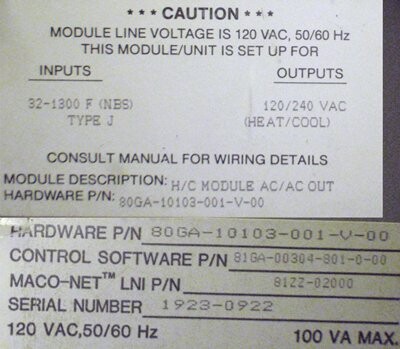 *** CAUTION ***
MODULE LINE VOLTAGE IS 120 VAC, 50/60 Hz
THIS MODULE/UNIT IS SET UP FOR
INPUTS OUTPUTS
32-1300 F (NBS) 120/240 VAC
TYPE J (HEAT/COOL)
CONSULT MANUAL FOR WIRING DETAILS
MODULE DESCRIPTION: H/C MODULE AC/AC OUT
HARDWARE P/N: 80GA-10103-001-V-00
HARDWARE P/N 80GA-10103-001-V-00
CONTROL SOFTWARE P/N 81GA-00304-801-0-00
MACO-NET™ LNI P/N 81ZZ-02000
SERIAL NUMBER 1923-0922
120 VAC,50/60 Hz 100 VA MAX.